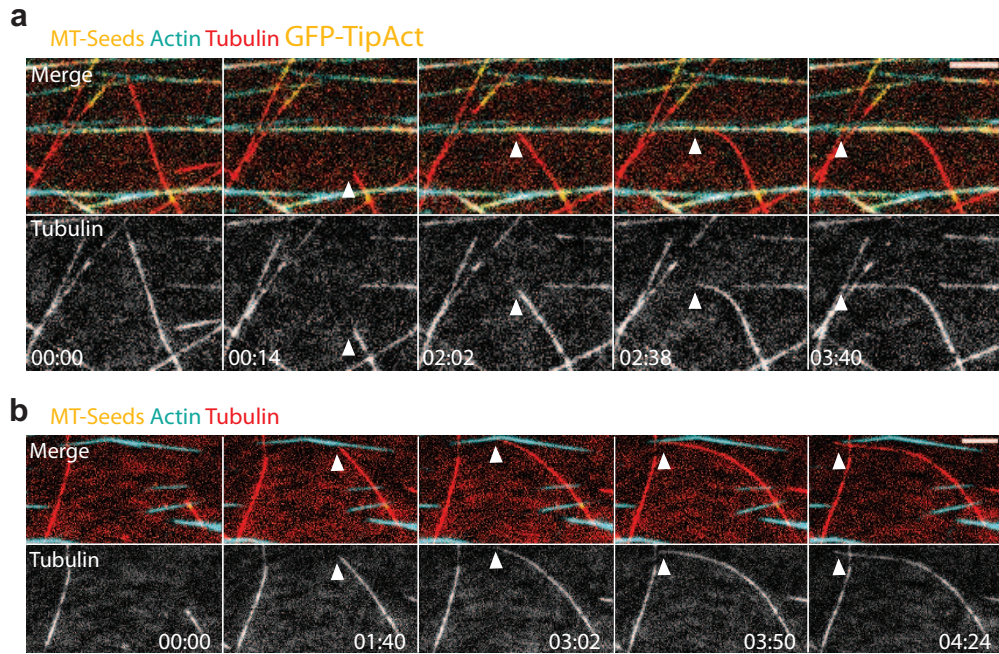 a
MT-Seeds Actin Tubulin GFP-TipAct
Merge
Tubulin
00:00 00:14 02:02 02:38 03:40
b
MT-Seeds Actin Tubulin
Merge
Tubulin
00:00 01:40 03:02 03:50 04:24